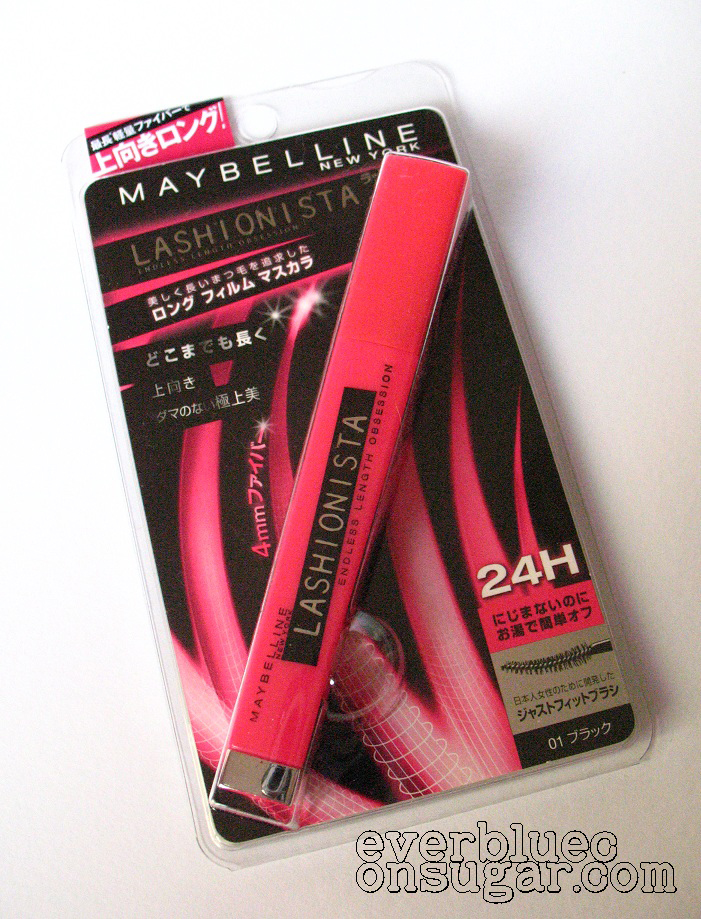 最長*軽量ファイバーで
上向きロング!
MAYBELLINE
NEW YORK
LASHIONISTA
ENDLESS LENGTH OBSESSION
美しく長いまつ毛を追求した
ロング フィルム マスカラ
どこまでも長く
上向き
ダマのない極上美
4mmファイバー
LASHIONISTA
ENDLESS LENGTH OBSESSION
MAYBELLINE
NEW YORK
24H
にじまないのに
お湯で簡単オフ
日本人女性のために開発した
ジャストフィットブラシ
01 ブラック
everbluec
onsugar.com